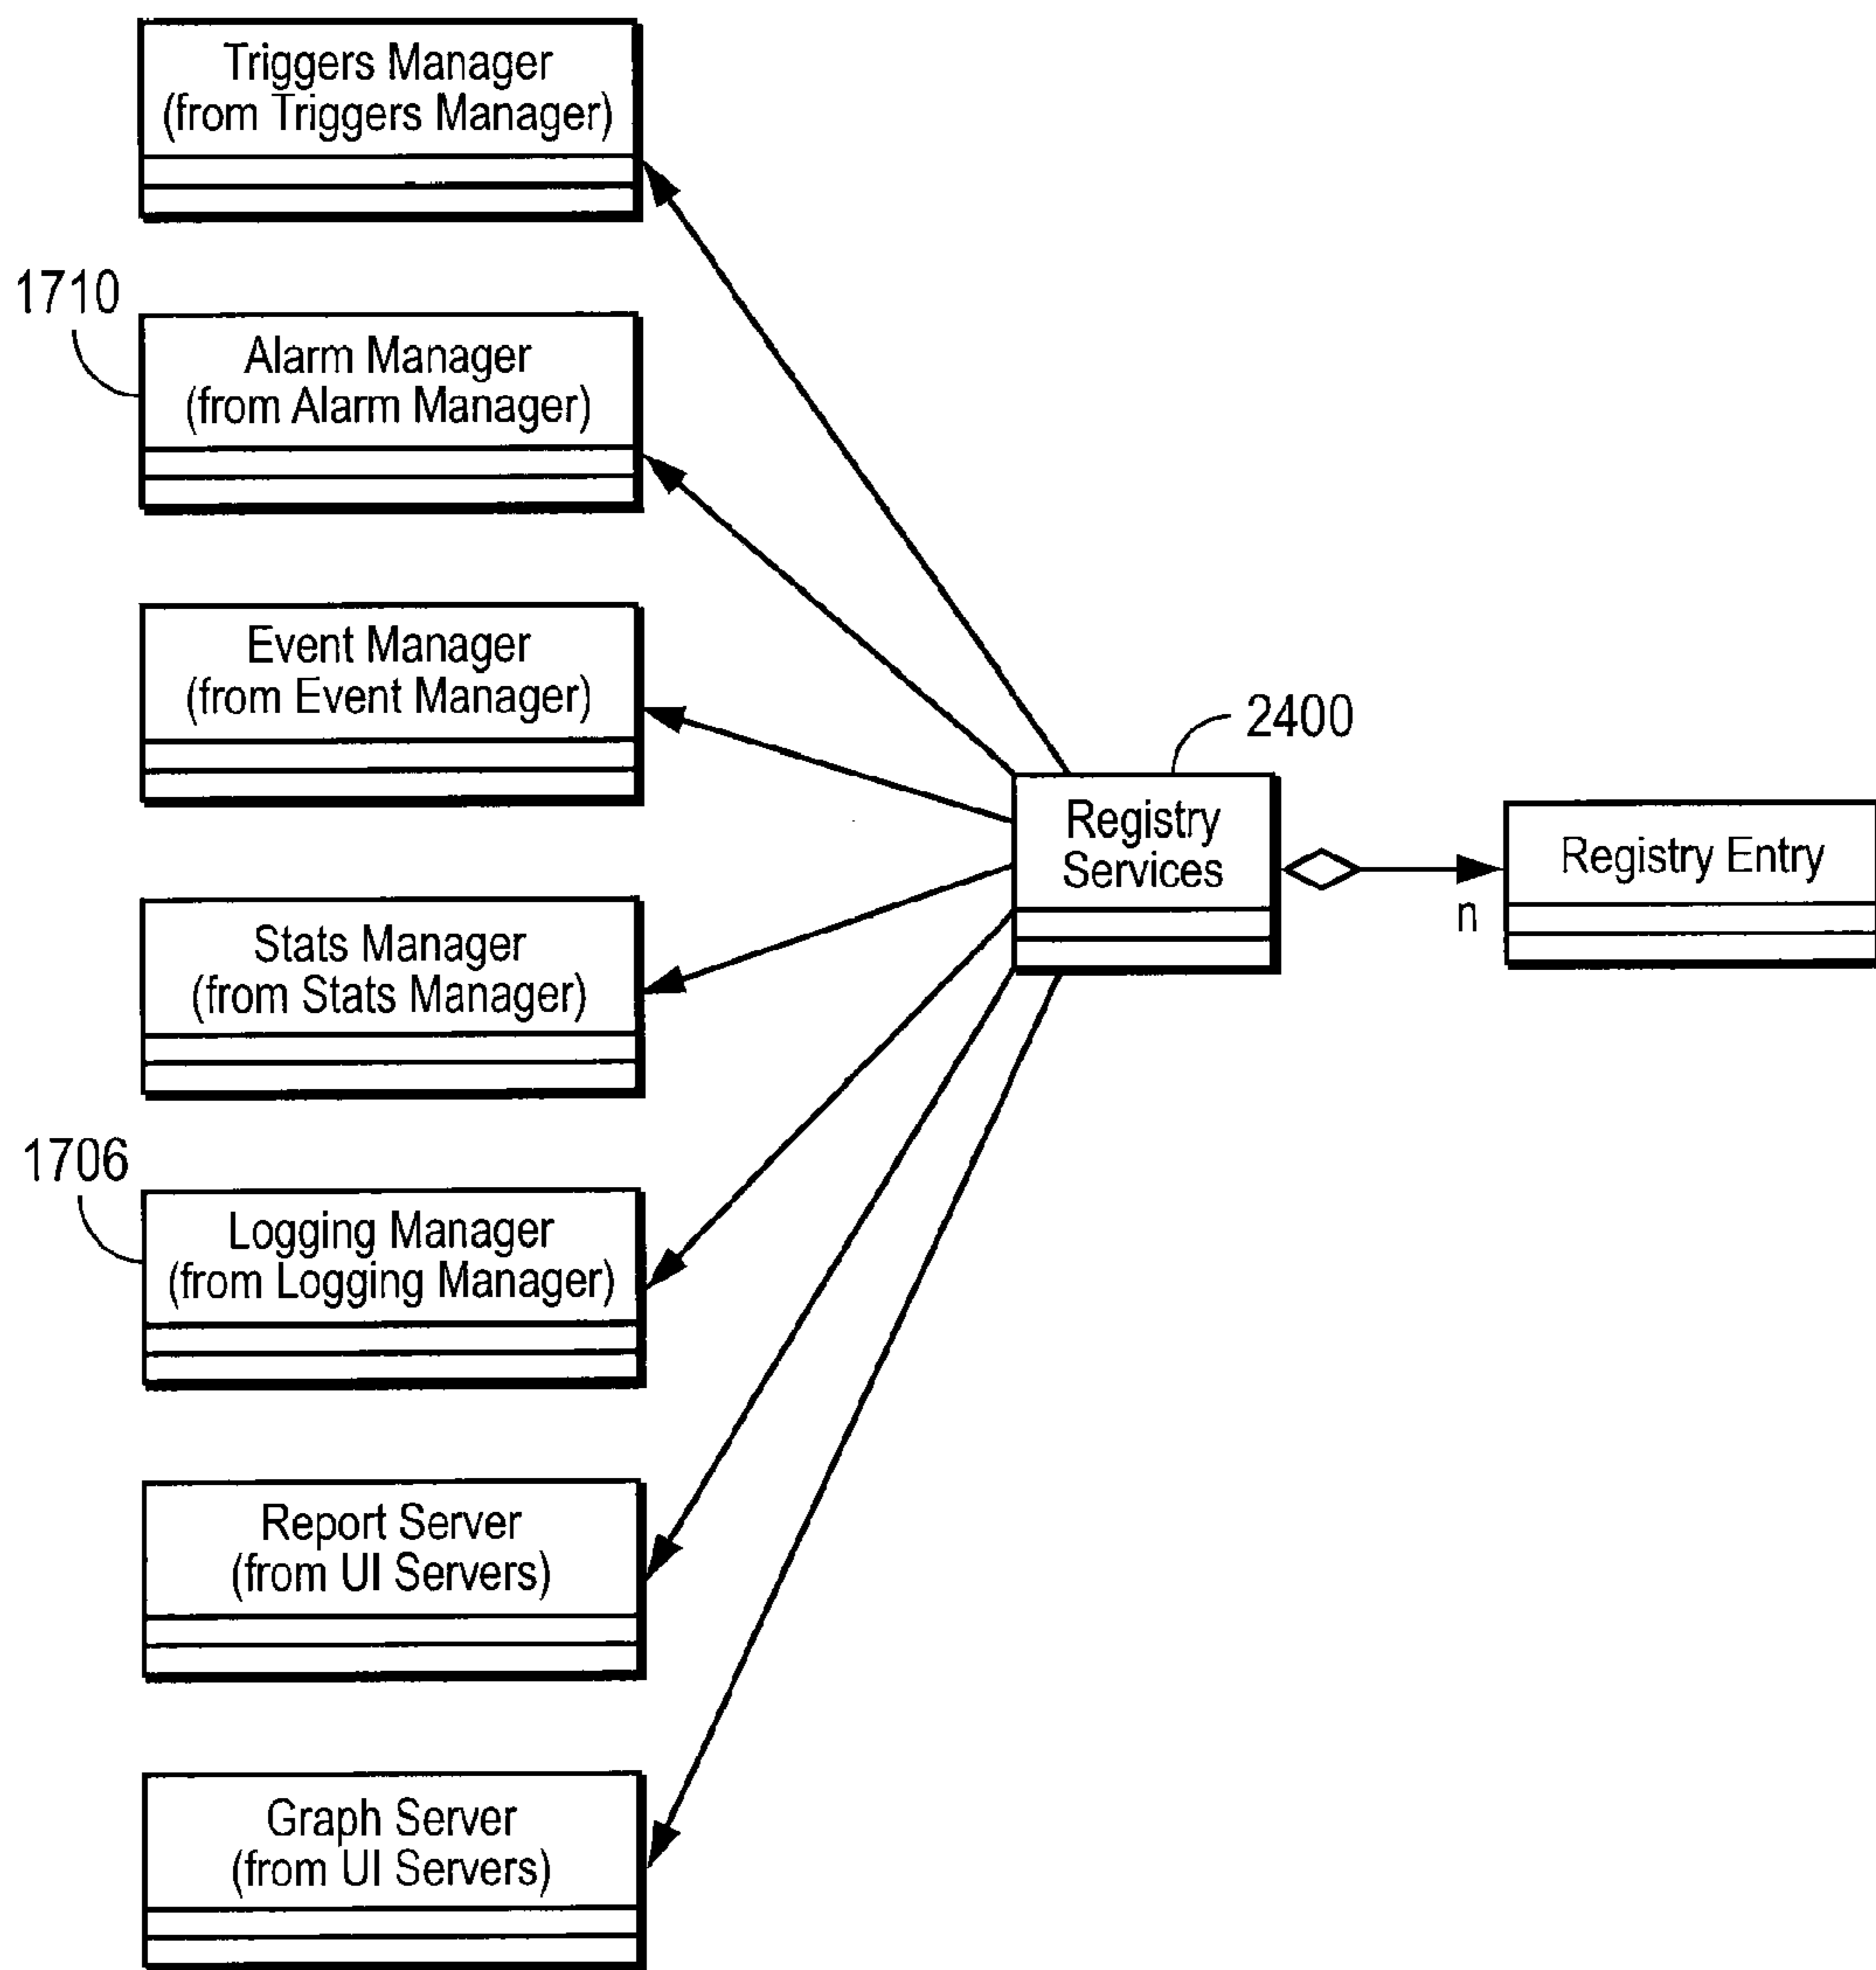 Triggers Manager
(from Triggers Manager)
1710
Alarm Manager
(from Alarm Manager)
Event Manager
(from Event Manager)
2400
Registry
Services
Registry Entry
n
Stats Manager
(from Stats Manager)
1706
Logging Manager
(from Logging Manager)
Report Server
(from UI Servers)
Graph Server
(from UI Servers)